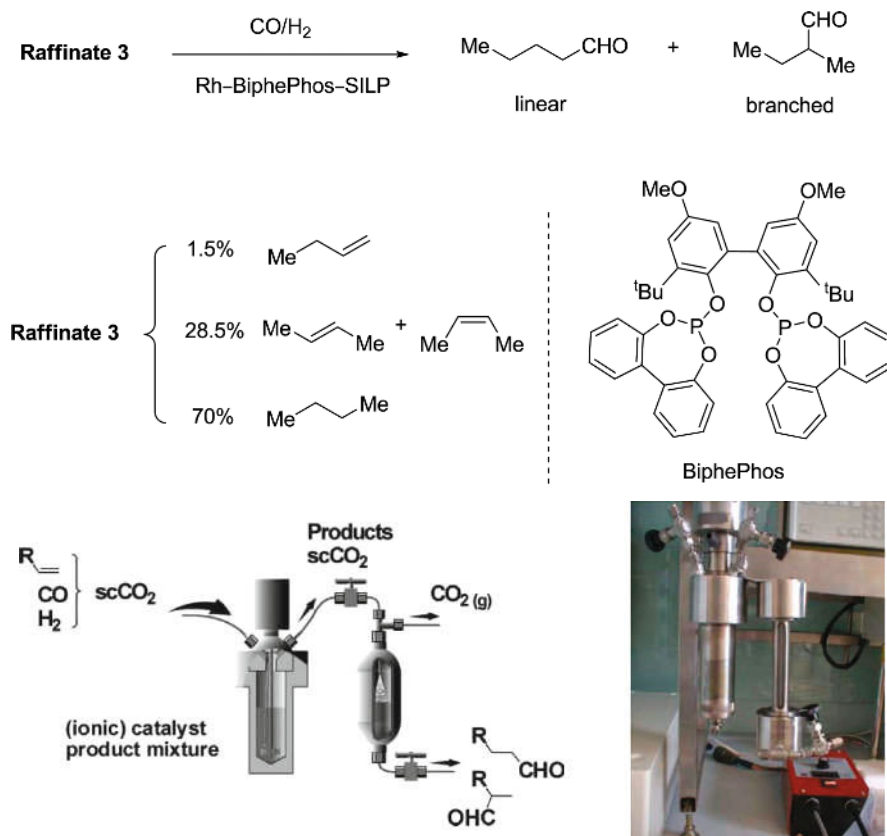 Raffinate 3
CO/H2
Rh–BiphePhos–SILP
Me
CHO
linear
+
CHO
Me
Me
branched
Raffinate 3
1.5%
Me
28.5%
Me
Me
+
Me
Me
70%
Me
Me
MeO
OMe
tBu
tBu
O
O
O
P
O
O
P
O
BiphePhos
R
CO
H2
scCO2
Products
scCO2
CO2 (g)
(ionic) catalyst
product mixture
R
CHO
R
OHC